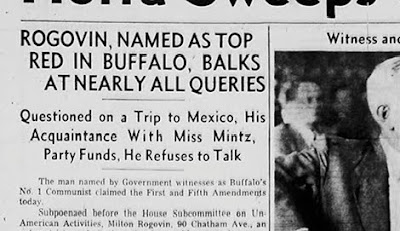 Sweeps
ROGOVIN, NAMED AS TOP
RED IN BUFFALO, BALKS
AT NEARLY ALL QUERIES
Questioned on a Trip to Mexico, His
Acquaintance With Miss Mintz,
Party Funds, He Refuses to Talk
The man named by Government witnesses as Buffalo's
No. 1 Communist claimed the First and Fifth Amendments
today.
Subpoenaed before the House Subcommittee on Un-
American Activities, Milton Rogovin, 90 Chatham Ave., an
Witness and